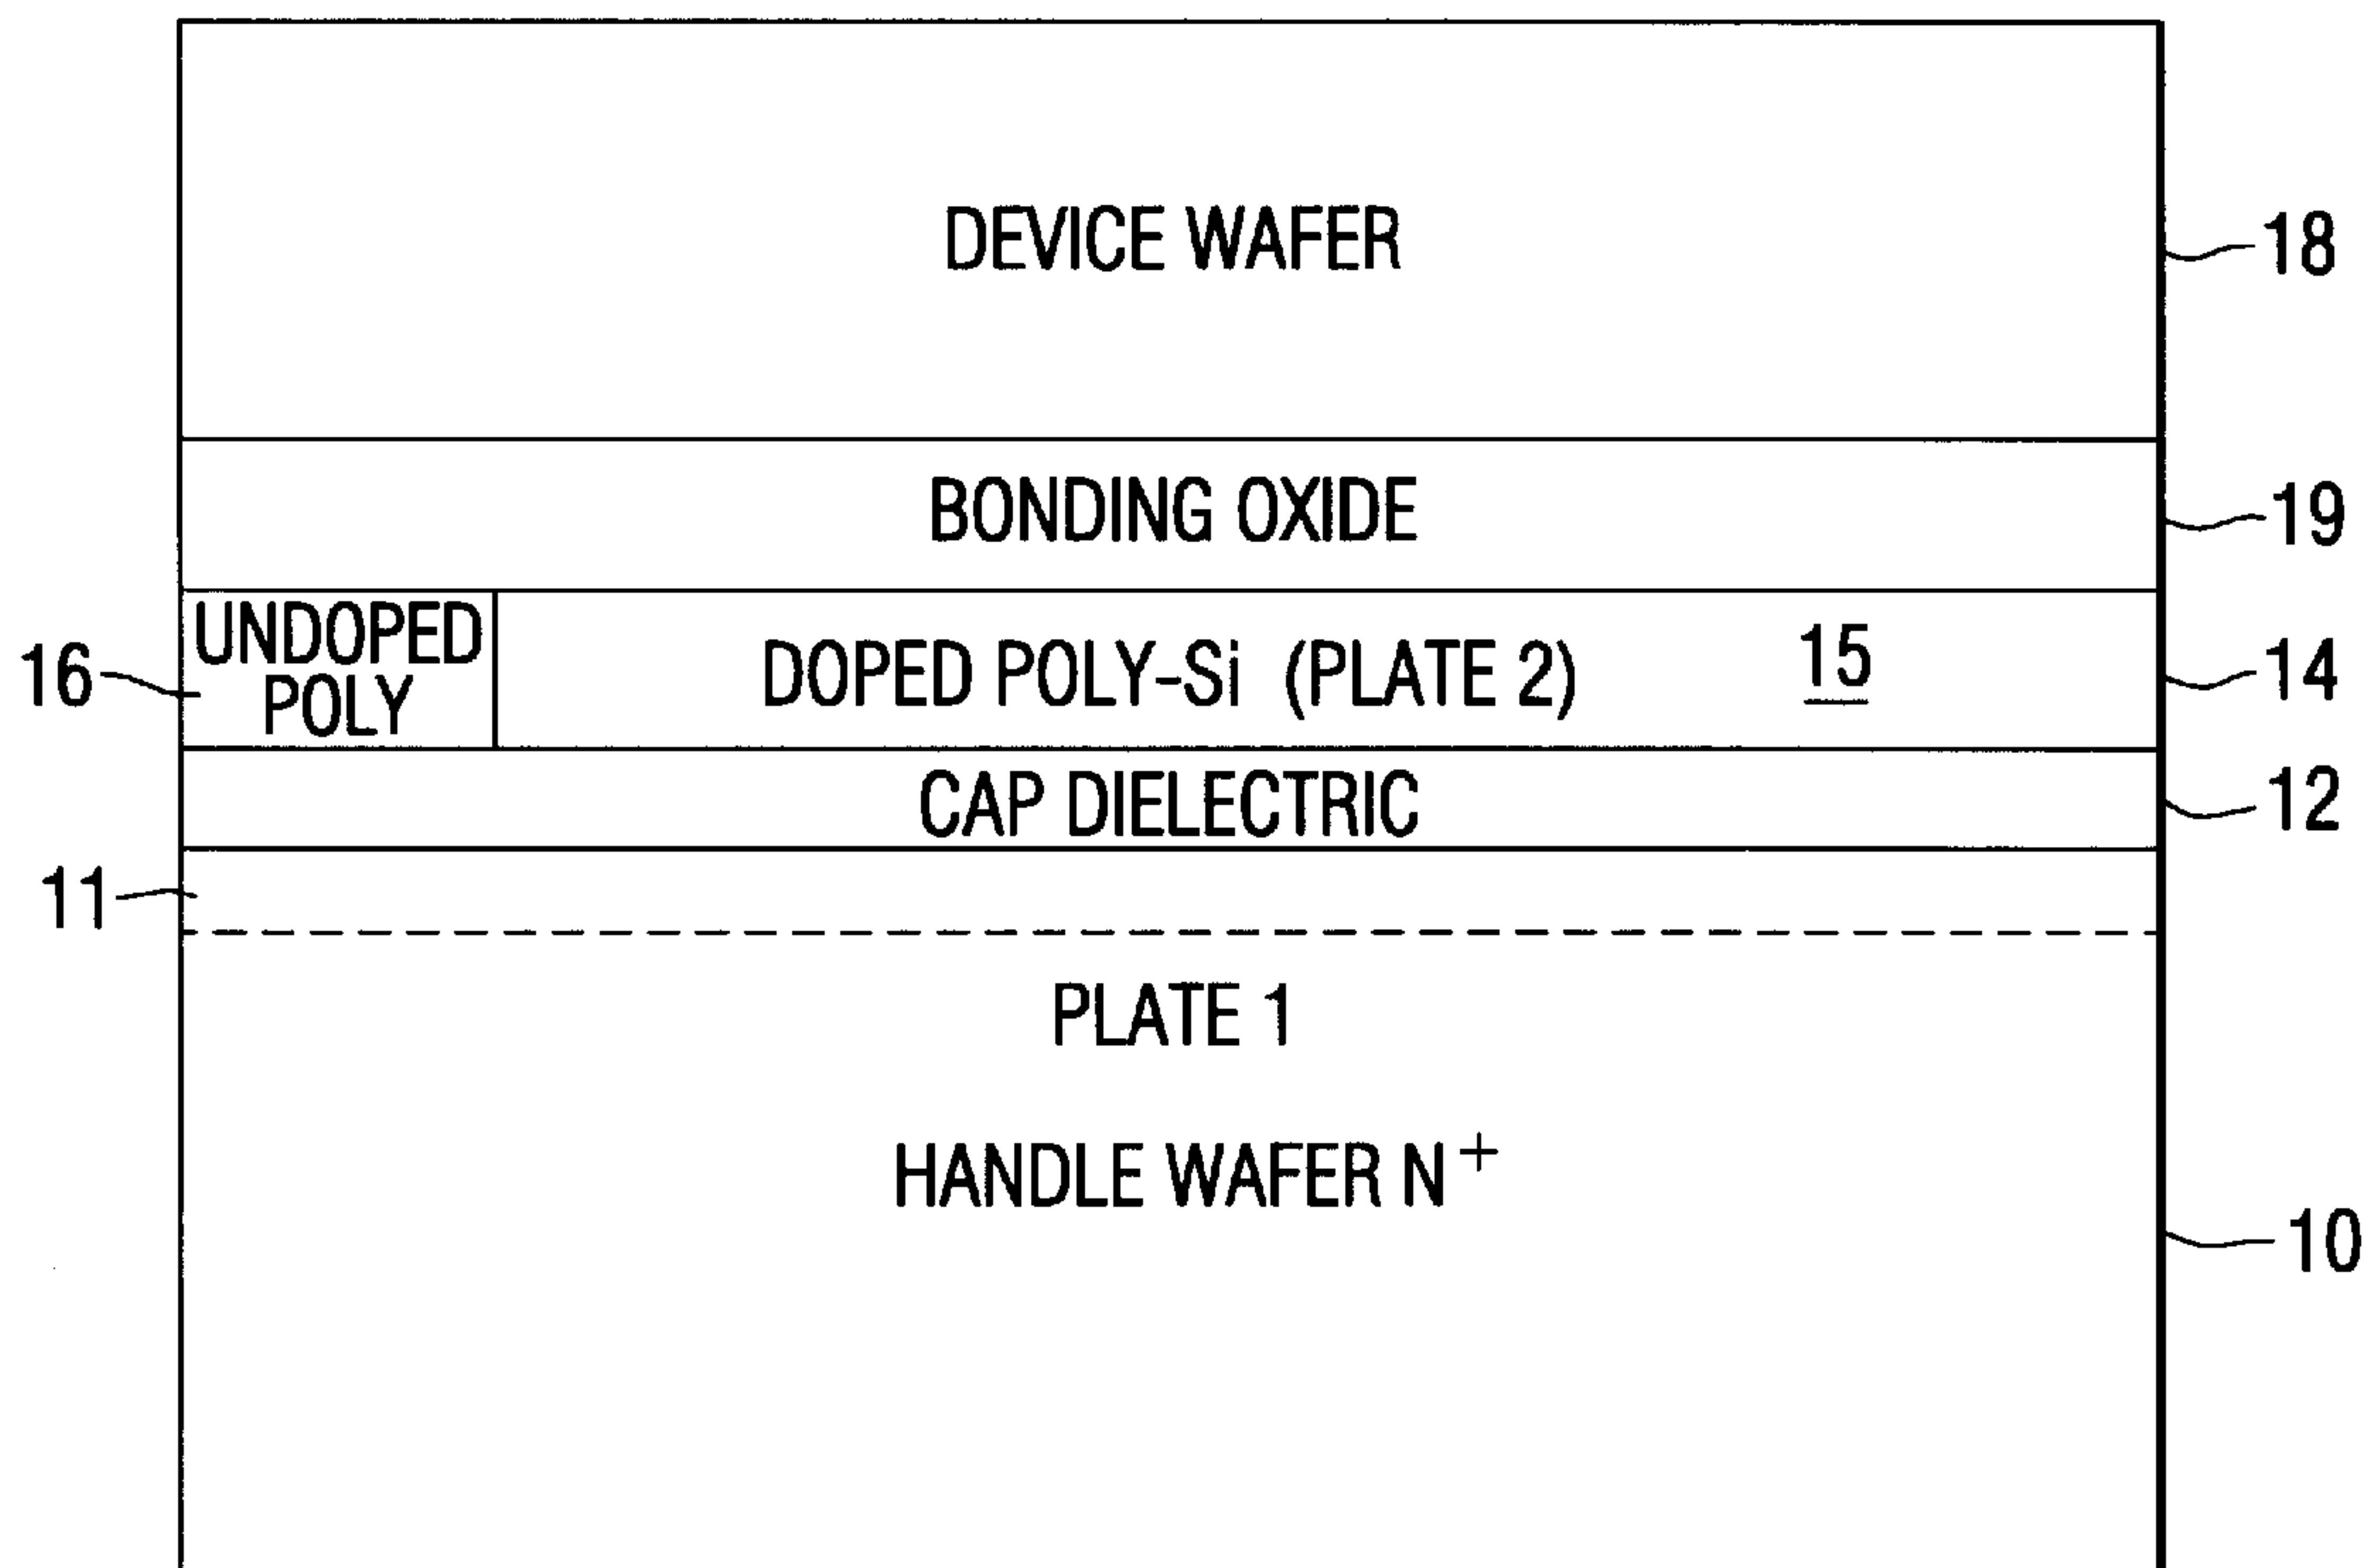 DEVICE WAFER
18
BONDING OXIDE
19
UNDOPED
POLY
16
DOPED POLY-Si (PLATE 2)
15
14
CAP DIELECTRIC
12
11
PLATE 1
HANDLE WAFER N+
10